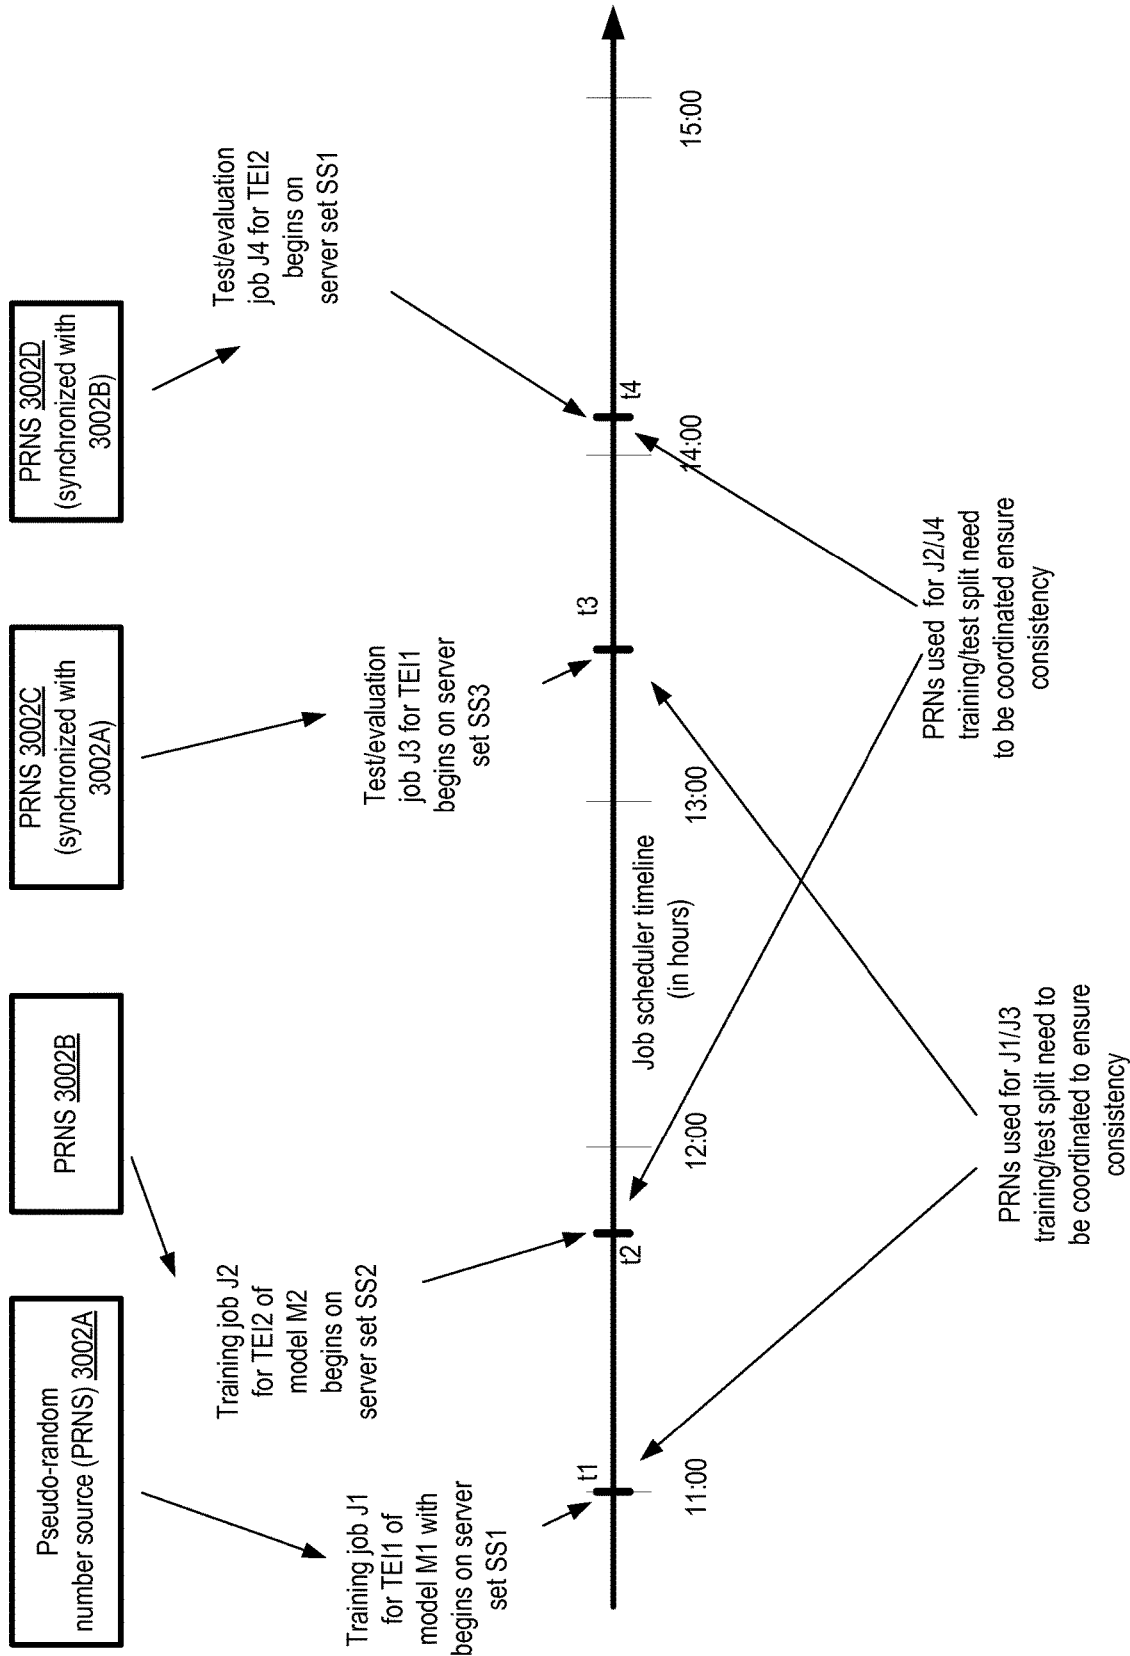 Pseudo-random
number source (PRNS) 3002A
PRNS 3002B
PRNS 3002C
(synchronized with
3002A)
PRNS 3002D
(synchronized with
3002B)
Training job J1
for TEI1 of
model M1 with
begins on server
set SS1
Training job J2
for TEI2 of
model M2
begins on
server set SS2
Test/evaluation
job J3 for TEI1
begins on server
set SS3
Test/evaluation
job J4 for TEI2
begins on
server set SS1
t1
t2
t3
t4
11:00
12:00
13:00
14:00
15:00
Job scheduler timeline
(in hours)
PRNs used for J1/J3
training/test split need to
be coordinated to ensure
consistency
PRNs used  for J2/J4
training/test split need
to be coordinated ensure
consistency